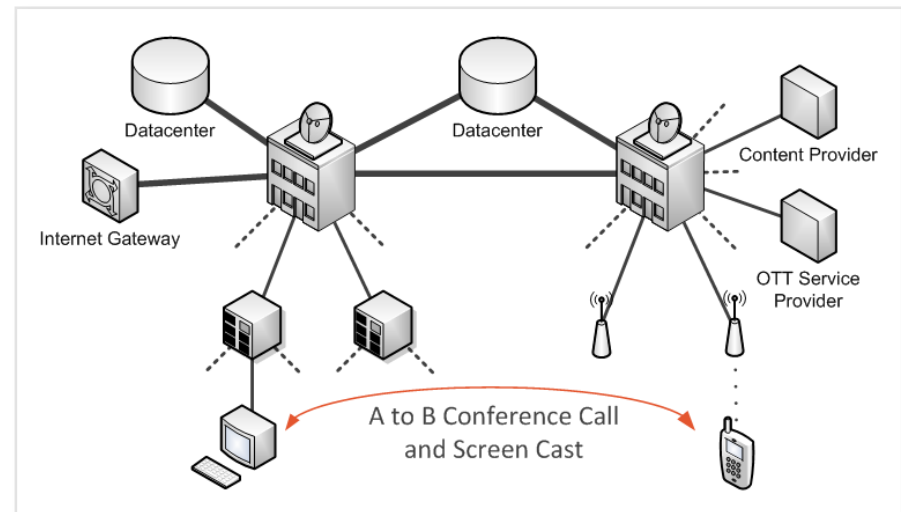 Datacenter
Datacenter
Content Provider
Internet Gateway
OTT Service
Provider
A to B Conference Call
and Screen Cast